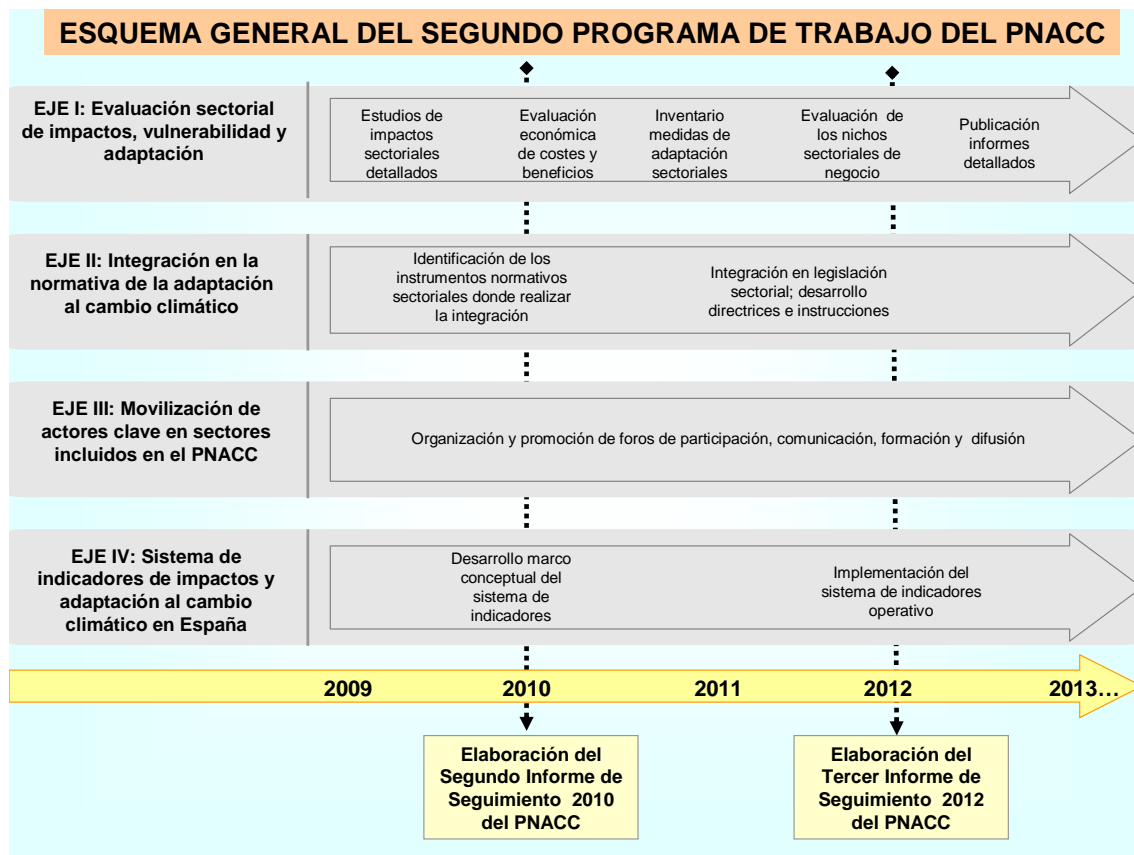 ESQUEMA GENERAL DEL SEGUNDO PROGRAMA DE TRABAJO DEL PNACC
EJE I: Evaluación sectorial
de impactos, vulnerabilidad y
adaptación
Estudios de
impactos
sectoriales
detallados
Evaluación
económica
de costes y
beneficios
Inventario
medidas de
adaptación
sectoriales
Evaluación de
los nichos
sectoriales de
negocio
Publicación
informes
detallados
EJE II: Integración en la
normativa de la adaptación
al cambio climático
Identificación de los
instrumentos normativos
sectoriales donde realizar
la integración
Integración en legislación
sectorial; desarrollo
directrices e instrucciones
EJE III: Movilización de
actores clave en sectores
incluidos en el PNACC
Organización y promoción de foros de participación, comunicación, formación y difusión
EJE IV: Sistema de
indicadores de impactos y
adaptación al cambio
climático en España
Desarrollo marco
conceptual del
sistema de
indicadores
Implementación del
sistema de indicadores
operativo
2009 2010 2011 2012 2013…
Elaboración del
Segundo Informe de
Seguimiento 2010
del PNACC
Elaboración del
Tercer Informe de
Seguimiento 2012
del PNACC